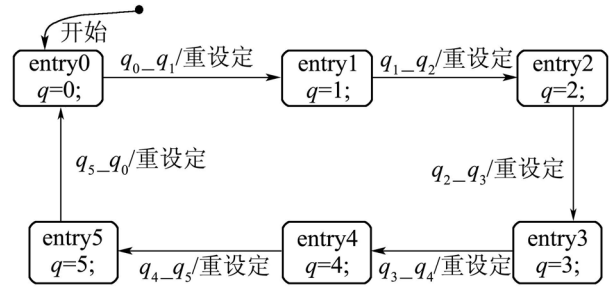 开始
entry0
q=0;
q₀_q₁/重设定
entry1
q=1;
q₁_q₂/重设定
entry2
q=2;
q₂_q₃/重设定
entry3
q=3;
q₃_q₄/重设定
entry4
q=4;
q₄_q₅/重设定
entry5
q=5;
q₅_q₀/重设定